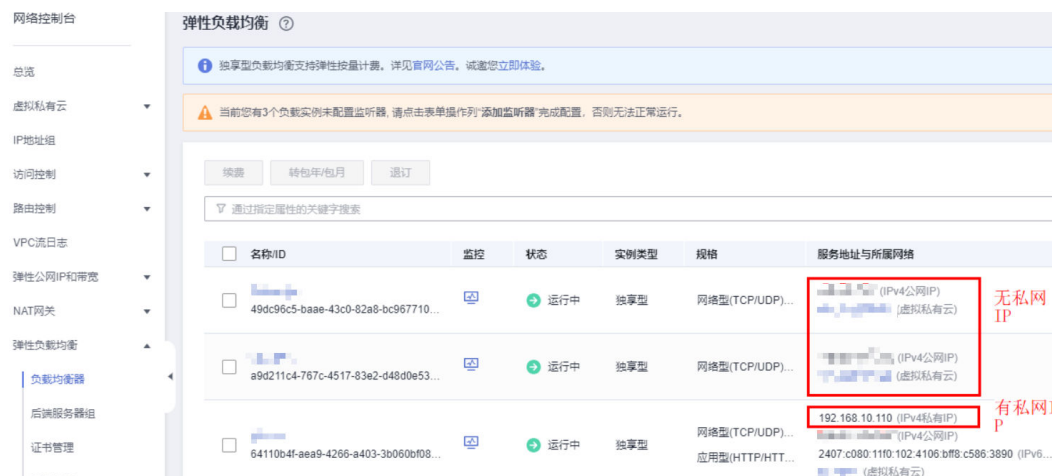 网络控制台
总览
虚拟私有云
IP地址组
访问控制
路由控制
VPC流日志
弹性公网IP和带宽
NAT网关
弹性负载均衡
负载均衡器
后端服务器组
证书管理
弹性负载均衡
独享型负载均衡支持弹性按量计费。详见官网公告。诚邀您立即体验。
当前您有3个负载实例未配置监听器, 请点击表单操作列“添加监听器”完成配置，否则无法正常运行。
续费 转包年/包月 退订
通过指定属性的关键字搜索
名称/ID 监控 状态 实例类型 规格 服务地址与所属网络
(IPv4公网IP)
运行中 独享型 网络型(TCP/UDP)...
49dc96c5-baae-43c0-82a8-bc967710... (虚拟私有云)
无私网
IP
(IPv4公网IP)
运行中 独享型 网络型(TCP/UDP)...
a9d211c4-767c-4517-83e2-d48d0e53... (虚拟私有云)
192.168.10.110 (IPv4私有IP)
有私网I
P
网络型(TCP/UDP)... (IPv4公网IP)
运行中 独享型
64110b4f-aea9-4266-a403-3b060bf08... 应用型(HTTP/HTT... 2407:c080:11f0:102:4106:bff8:c586:3890 (IPv6...
(虚拟私有云)